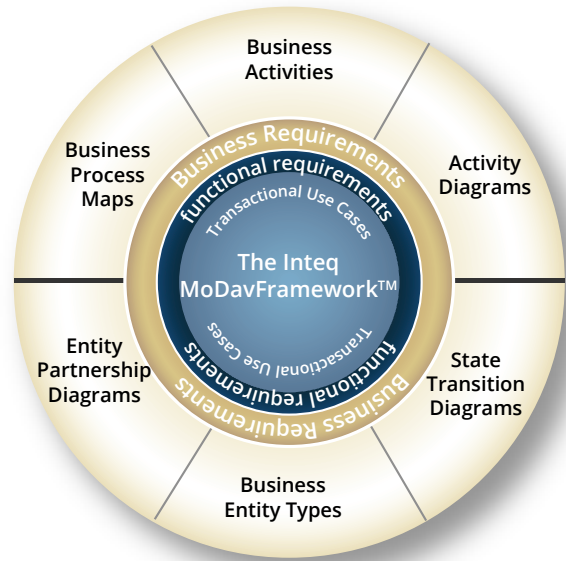 Business
Activities
Business
Process
Maps
Activity
Diagrams
Business Requirements
functional requirements
Transactional Use Cases
The Inteq
MoDavFramework™
Transactional Use Cases
functional requirements
Business Requirements
Entity
Partnership
Diagrams
State
Transition
Diagrams
Business
Entity Types